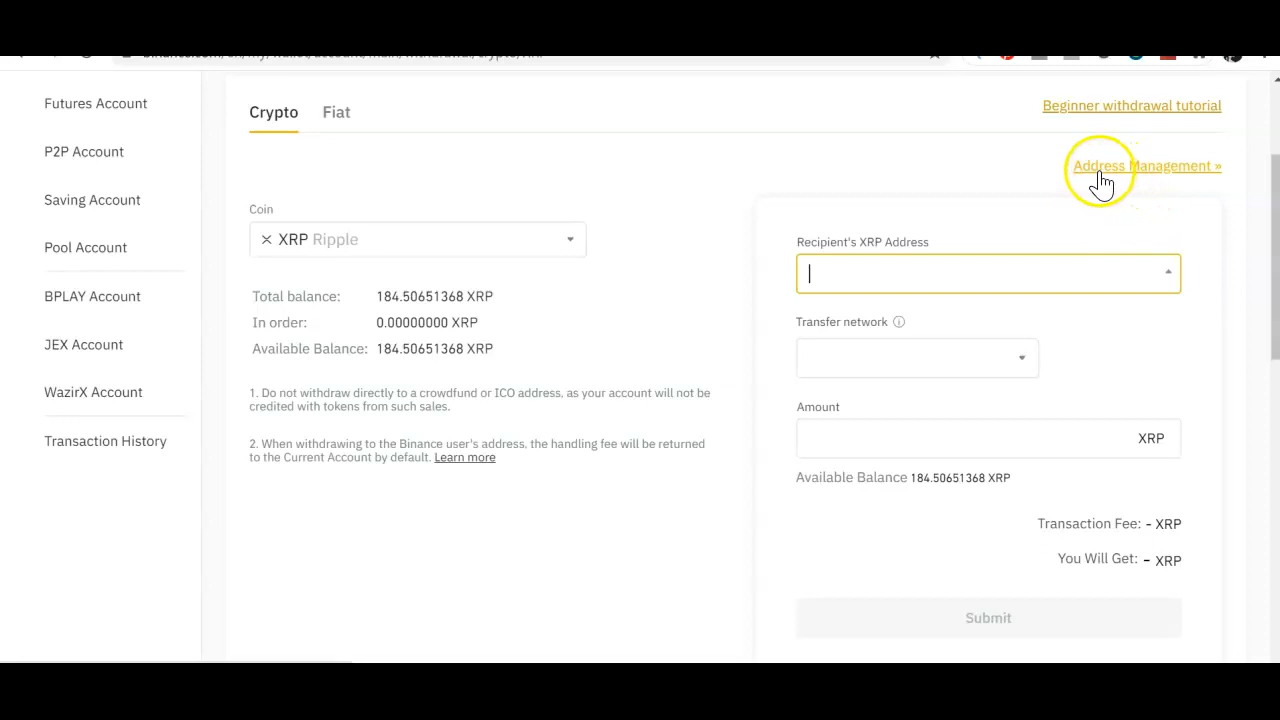 Futures Account
P2P Account
Saving Account
Pool Account
BPLAY Account
JEX Account
WazirX Account
Transaction History
Crypto
Fiat
Beginner withdrawal tutorial
Address Management »
Coin
XRP Ripple
Total balance: 184.50651368 XRP
In order: 0.00000000 XRP
Available Balance: 184.50651368 XRP
1. Do not withdraw directly to a crowdfund or ICO address, as your account will not be
credited with tokens from such sales.
2. When withdrawing to the Binance user's address, the handling fee will be returned
to the Current Account by default. Learn more
Recipient's XRP Address
Transfer network
Amount
XRP
Available Balance 184.50651368 XRP
Transaction Fee: - XRP
You Will Get: - XRP
Submit